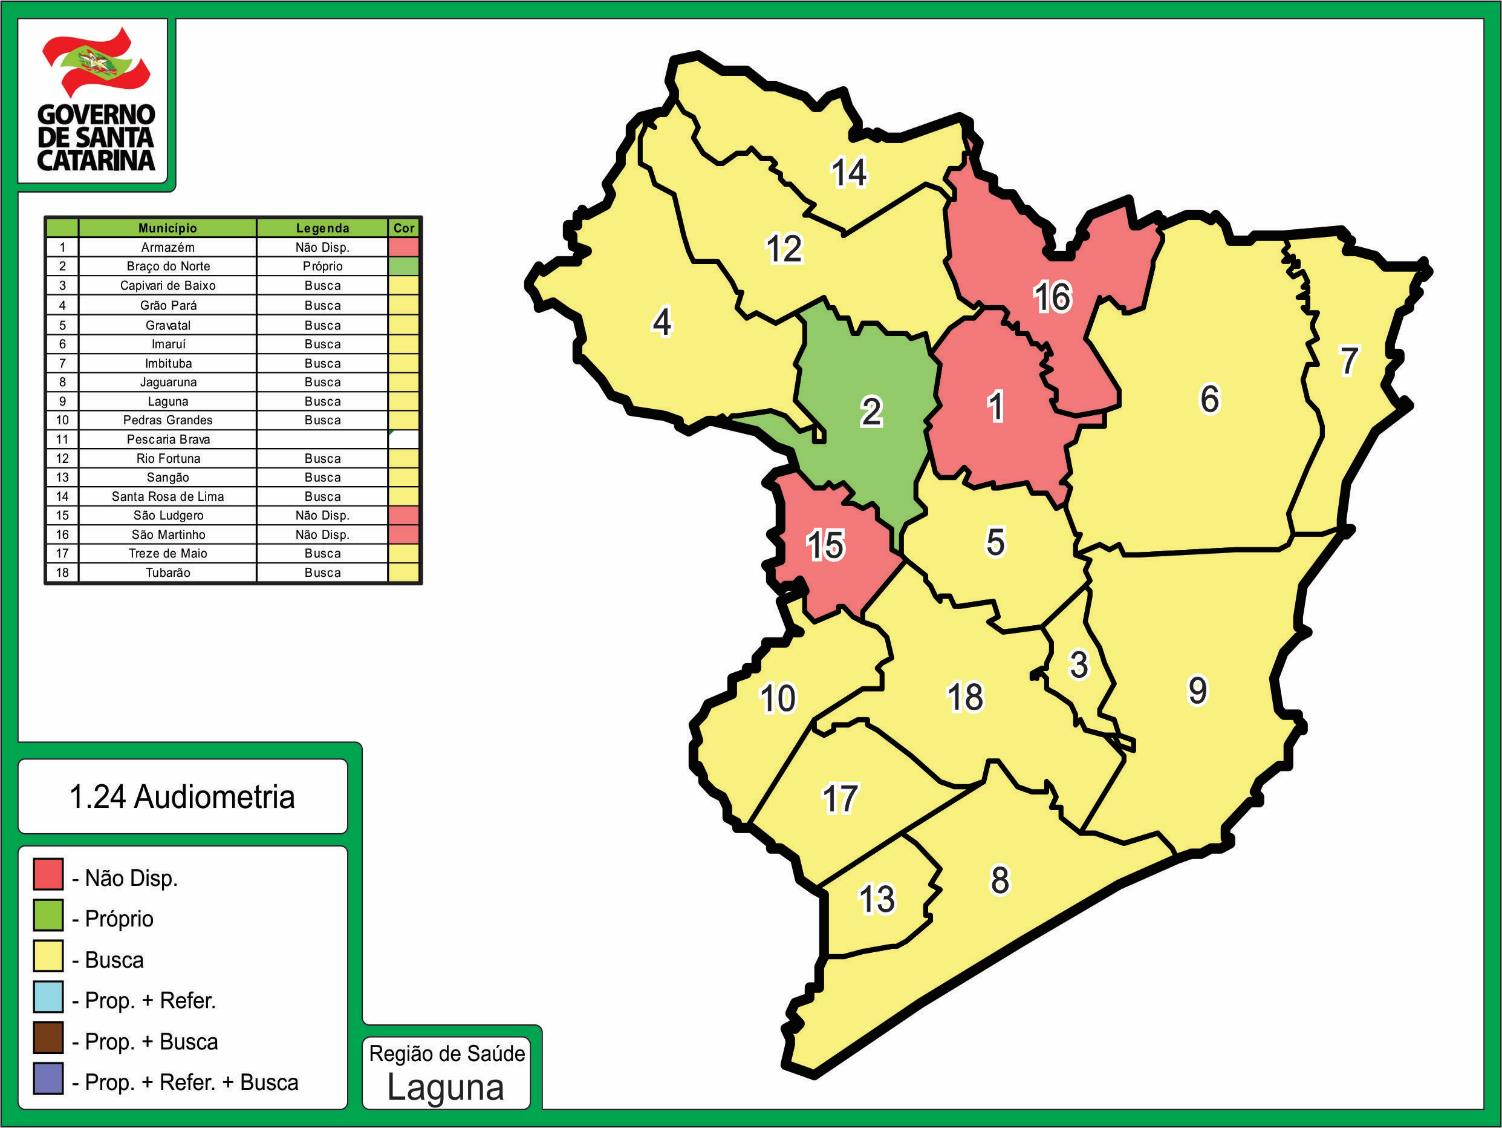 GOVERNO
DE SANTA
CATARINA
Município Legenda Cor
1 Armazém Não Disp.
2 Braço do Norte Próprio
3 Capivari de Baixo Busca
4 Grão Pará Busca
5 Gravatal Busca
6 Imaruí Busca
7 Imbituba Busca
8 Jaguaruna Busca
9 Laguna Busca
10 Pedras Grandes Busca
11 Pescaria Brava
12 Rio Fortuna Busca
13 Sangão Busca
14 Santa Rosa de Lima Busca
15 São Ludgero Não Disp.
16 São Martinho Não Disp.
17 Treze de Maio Busca
18 Tubarão Busca
14
12
16
4
7
6
2
1
15
5
3
10
18
9
17
8
13
1.24 Audiometria
- Não Disp.
- Próprio
- Busca
- Prop. + Refer.
- Prop. + Busca
- Prop. + Refer. + Busca
Região de Saúde
Laguna